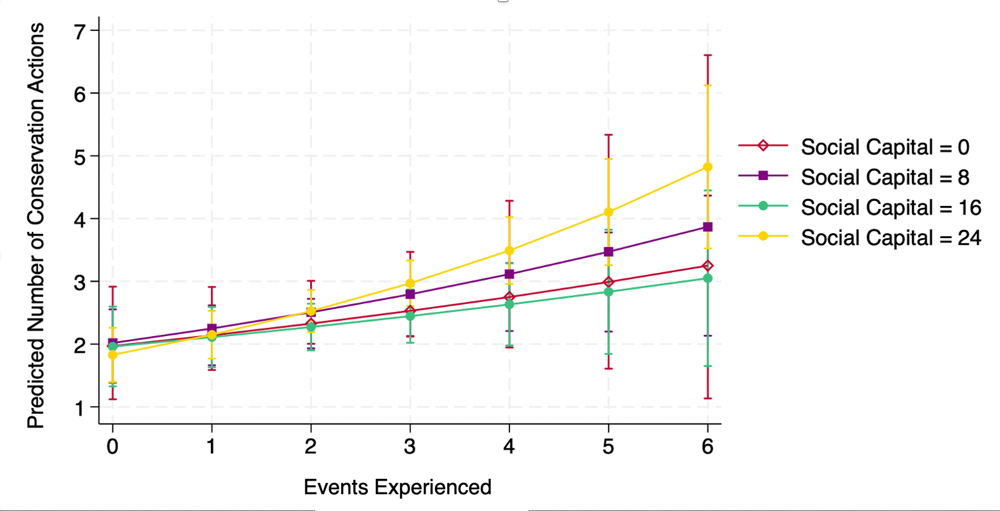 Predicted Number of Conservation Actions
7
6
5
4
3
2
1
0 1 2 3 4 5 6
Events Experienced
Social Capital = 0
Social Capital = 8
Social Capital = 16
Social Capital = 24